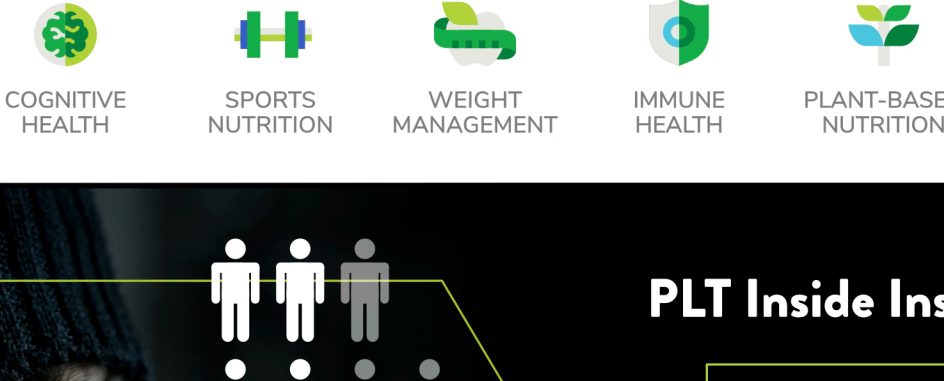 COGNITIVE
HEALTH
SPORTS
NUTRITION
WEIGHT
MANAGEMENT
IMMUNE
HEALTH
PLANT-BASE
NUTRITION
PLT Inside Ins